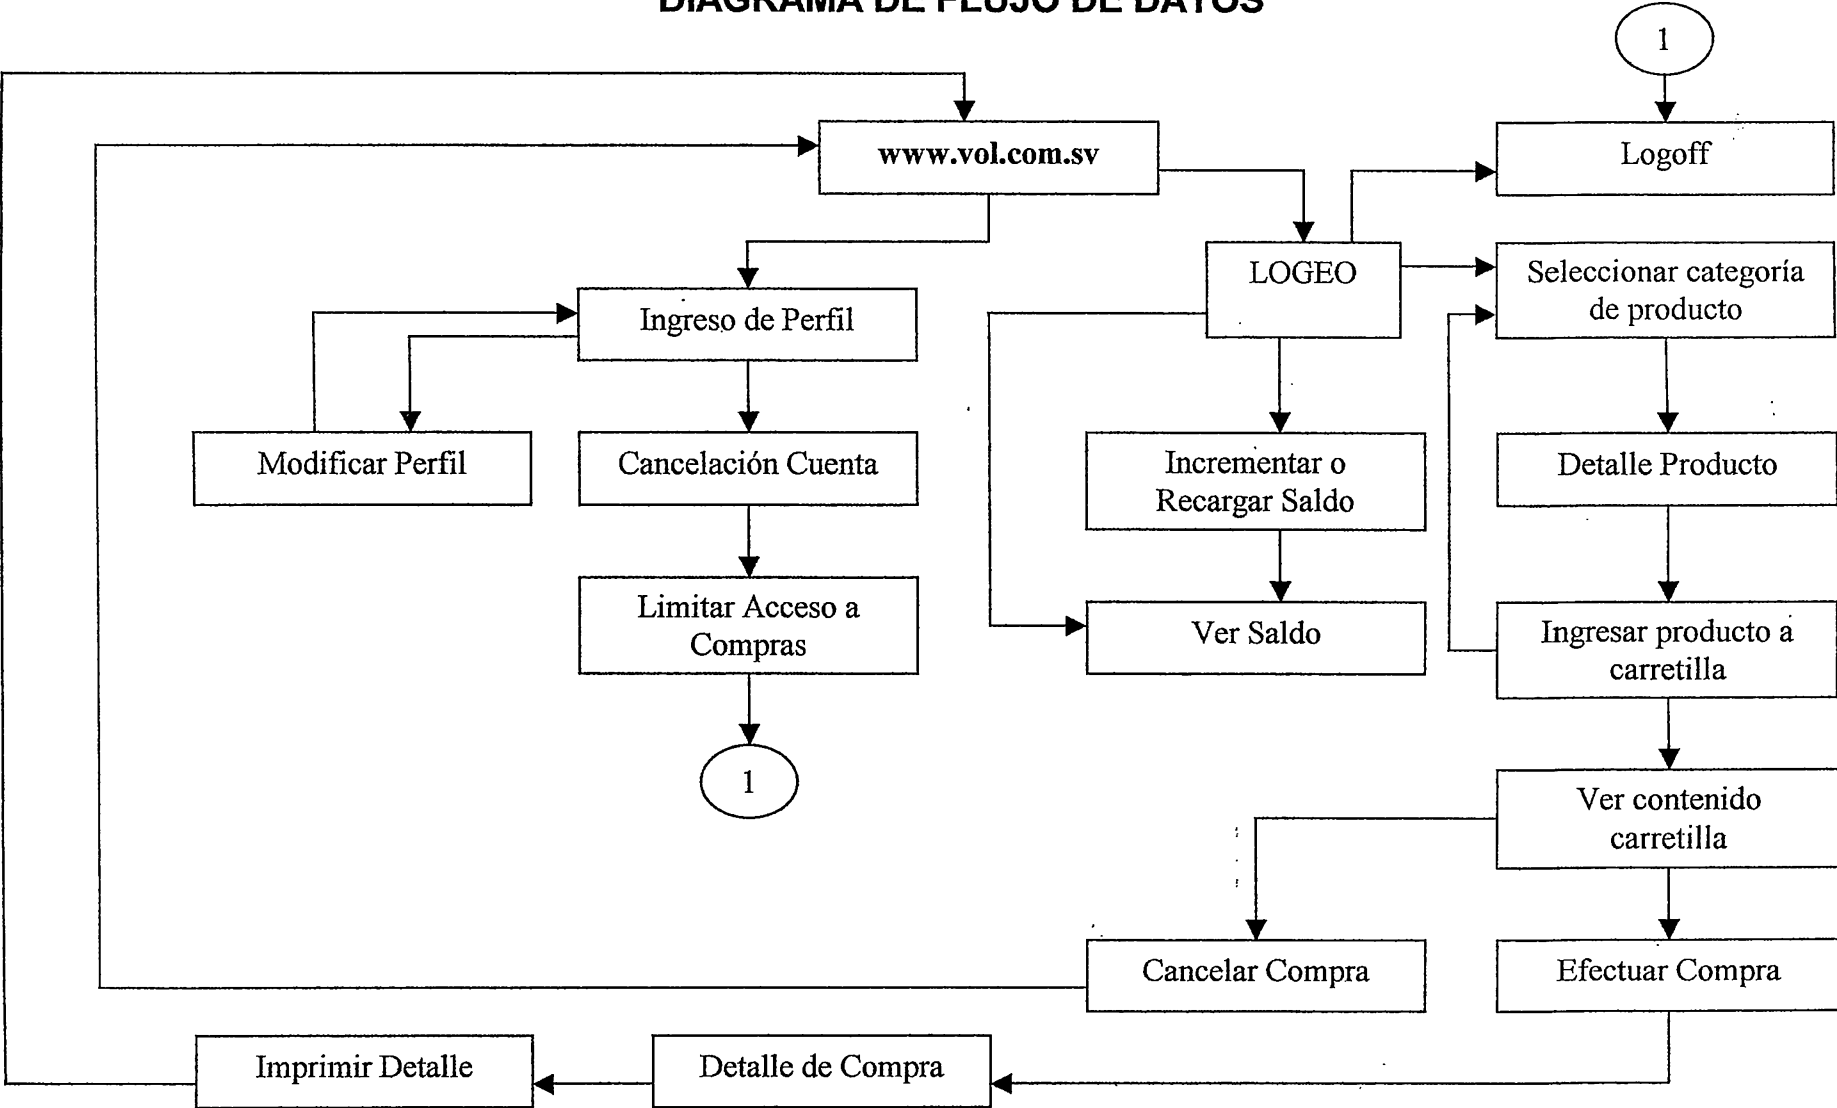 DIAGRAMA DE FLUJO DE DATOS
1
www.vol.com.sv
Logoff
LOGEO
Seleccionar categoría
de producto
Ingreso de Perfil
Modificar Perfil
Cancelación Cuenta
Incrementar o
Recargar Saldo
Detalle Producto
Limitar Acceso a
Compras
Ver Saldo
Ingresar producto a
carretilla
1
Ver contenido
carretilla
Cancelar Compra
Efectuar Compra
Imprimir Detalle
Detalle de Compra